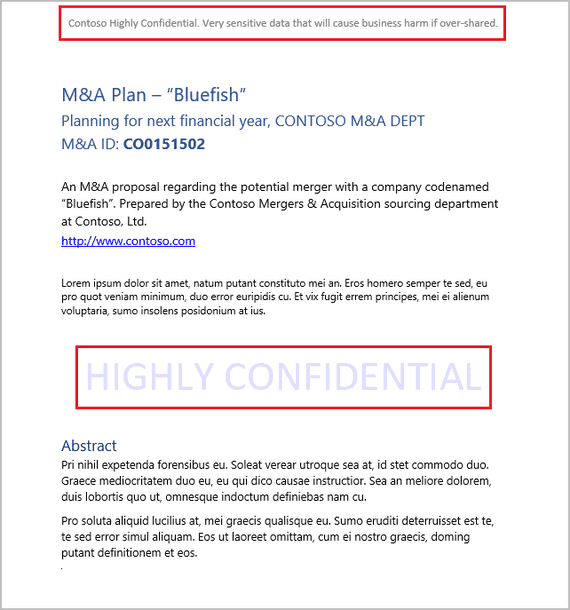 Contoso Highly Confidential. Very sensitive data that will cause business harm if over-shared.
M&A Plan – “Bluefish“
Planning for next financial year, CONTOSO M&A DEPT
M&A ID: CO0151502
An M&A proposal regarding the potential merger with a company codenamed
“Bluefish”. Prepared by the Contoso Mergers & Acquisition sourcing department
at Contoso, Ltd.
http://www.contoso.com
Lorem ipsum dolor sit amet, natum putant constituto mei an. Eros homero semper te sed, eu
pro quot veniam minimum, duo error euripidis cu. Et vix fugit errem principes, mei ei alienum
voluptaria, sumo insolens posidonium at ius.
HIGHLY CONFIDENTIAL
Abstract
Pri nihil expetenda forensibus eu. Soleat verear utroque sea at, id stet commodo duo.
Graece mediocritatem duo eu, eu qui dico causae instructior. Sea an meliore dolorem,
duis lobortis quo ut, omnesque indoctum definiebas nam cu.
Pro soluta aliquid lucilius at, mei graecis qualisque eu. Sumo eruditi deterruisset est te,
te sed error simul aliquam. Eos ut laoreet omittam, cum ei nostro graecis, doming
putant definitionem et eos.
.